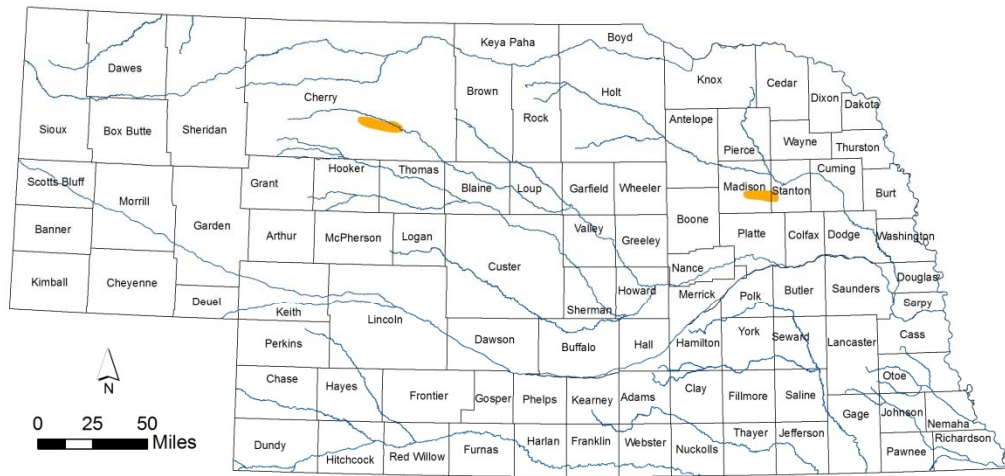 Boyd
Keya Paha
Knox
Cedar
Dawes
Dixon
Dakota
Cherry
Brown
Holt
Rock
Antelope
Sioux
Box Butte
Sheridan
Pierce
Wayne
Thurston
Hooker
Thomas
Cuming
Scotts Bluff
Grant
Blaine
Loup
Garfield
Wheeler
Madison
Stanton
Burt
Morrill
Garden
Boone
Banner
Arthur
McPherson
Logan
Valley
Greeley
Platte
Colfax
Dodge
Washington
Custer
Nance
Kimball
Cheyenne
Douglas
Deuel
Howard
Merrick
Polk
Butler
Saunders
Sarpy
Keith
Lincoln
Sherman
Perkins
Dawson
Buffalo
Hall
Hamilton
York
Seward
Lancaster
Cass
N
Chase
Hayes
Frontier
Gosper
Phelps
Kearney
Adams
Clay
Fillmore
Saline
Otoe
0 25 50
Miles
Gage
Johnson
Nemaha
Dundy
Hitchcock
Red Willow
Furnas
Harlan
Franklin
Webster
Nuckolls
Thayer
Jefferson
Pawnee
Richardson